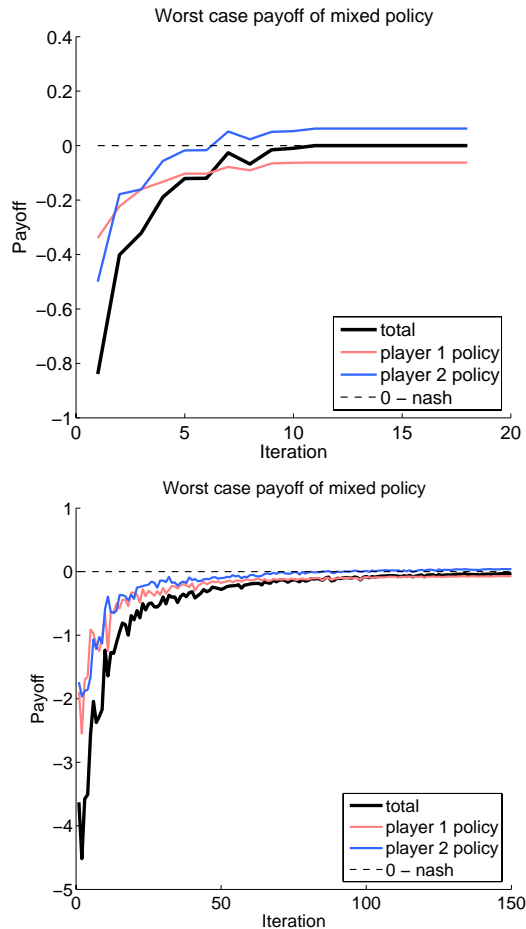 Worst case payoff of mixed policy
0.4
0.2
0
−0.2
−0.4
−0.6
−0.8
−1
Payoff
total
player 1 policy
player 2 policy
0 − nash
0
5
10
15
20
Iteration
Worst case payoff of mixed policy
1
0
−1
−2
−3
−4
−5
Payoff
total
player 1 policy
player 2 policy
0 − nash
0
50
100
150
Iteration